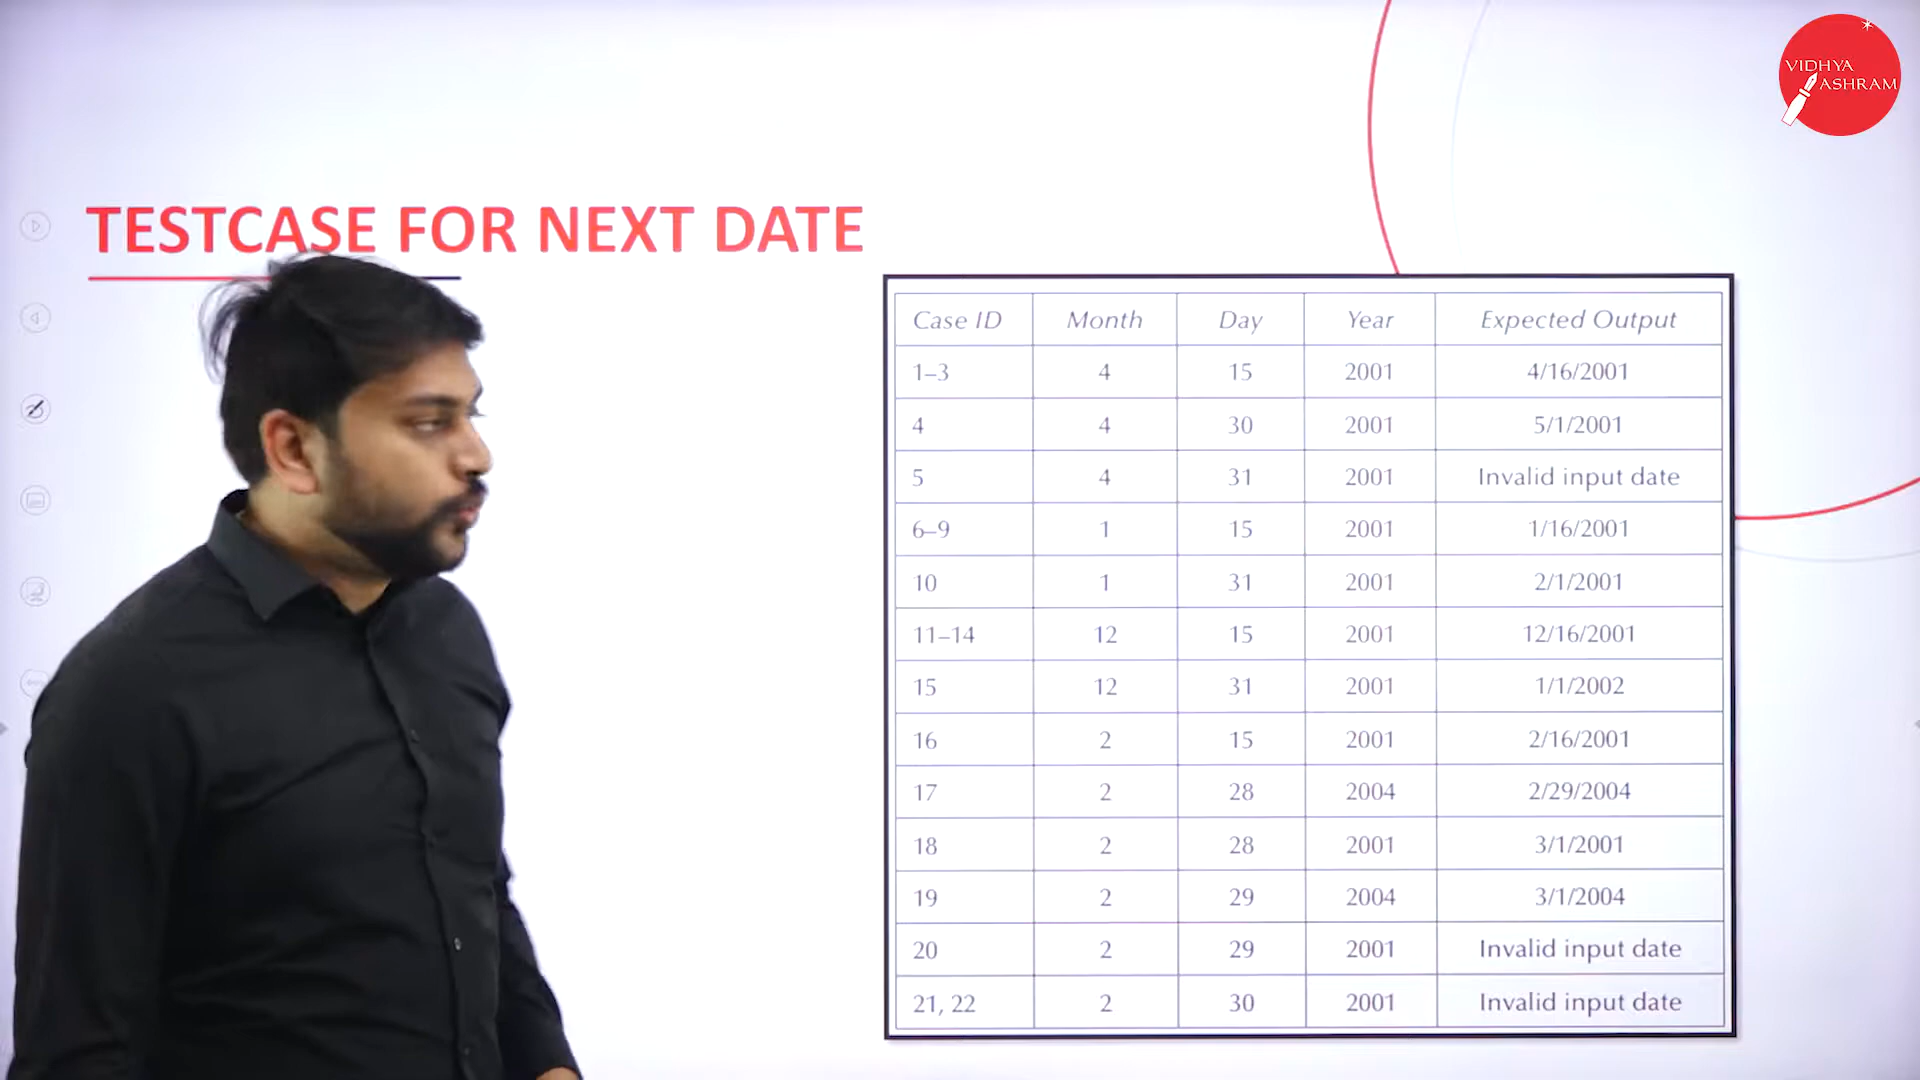 VIDHYA
ASHRAM
TESTCASE FOR NEXT DATE
Case ID Month Day Year Expected Output
1–3 4 15 2001 4/16/2001
4 4 30 2001 5/1/2001
5 4 31 2001 Invalid input date
6–9 1 15 2001 1/16/2001
10 1 31 2001 2/1/2001
11–14 12 15 2001 12/16/2001
15 12 31 2001 1/1/2002
16 2 15 2001 2/16/2001
17 2 28 2004 2/29/2004
18 2 28 2001 3/1/2001
19 2 29 2004 3/1/2004
20 2 29 2001 Invalid input date
21, 22 2 30 2001 Invalid input date